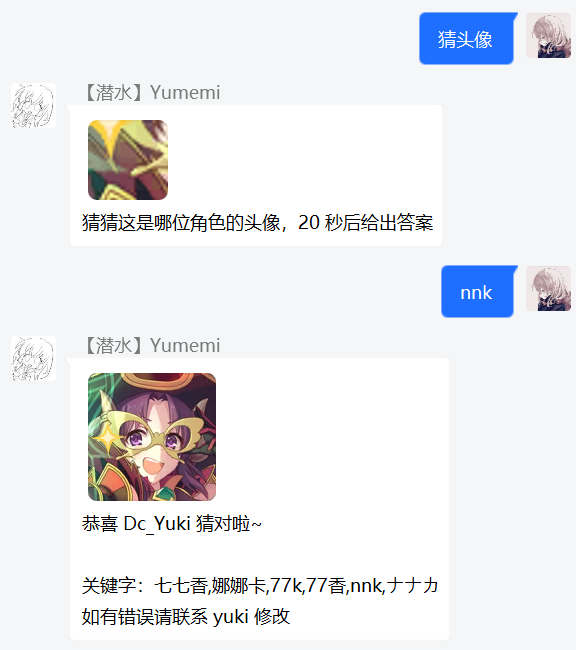 猜头像
【潜水】Yumemi
猜猜这是哪位角色的头像，20 秒后给出答案
nnk
【潜水】Yumemi
恭喜 Dc_Yuki 猜对啦~
关键字：七七香,娜娜卡,77k,77香,nnk,ナナカ
如有错误请联系 yuki 修改